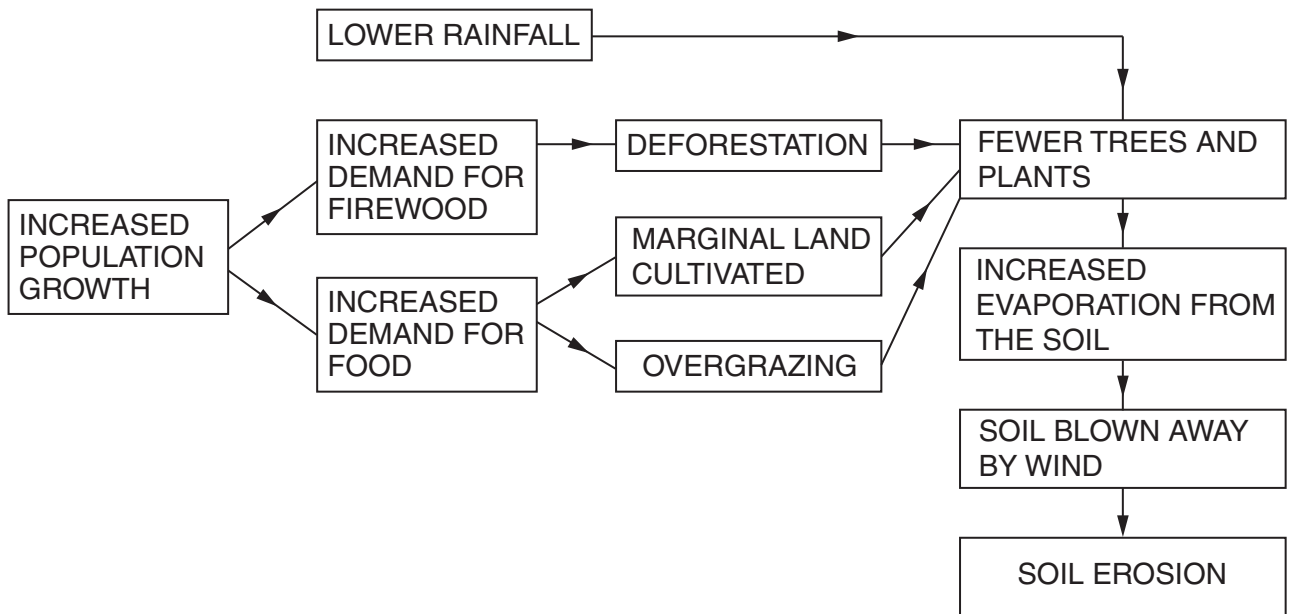 LOWER RAINFALL
INCREASED
POPULATION
GROWTH
INCREASED
DEMAND FOR
FIREWOOD
INCREASED
DEMAND FOR
FOOD
DEFORESTATION
MARGINAL LAND
CULTIVATED
OVERGRAZING
FEWER TREES AND
PLANTS
INCREASED
EVAPORATION FROM
THE SOIL
SOIL BLOWN AWAY
BY WIND
SOIL EROSION